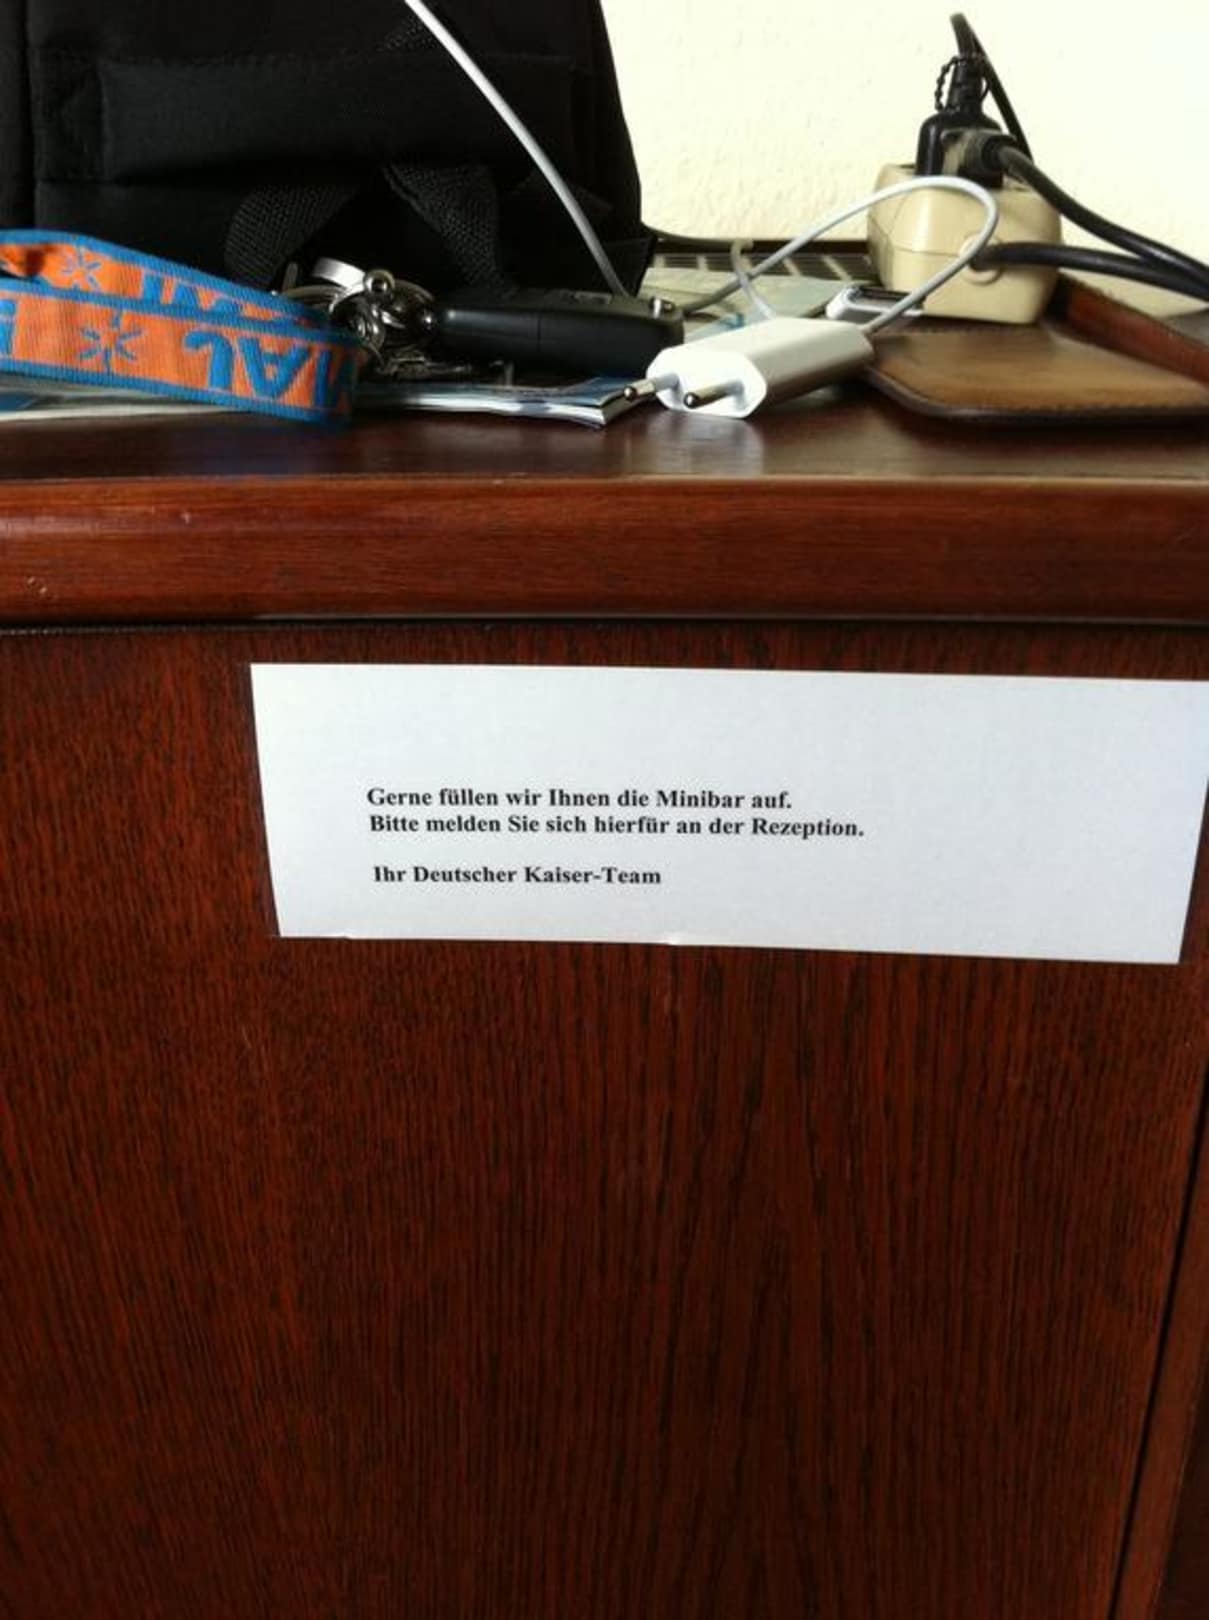 Gerne füllen wir Ihnen die Minibar auf.
Bitte melden Sie sich hierfür an der Rezeption.
Ihr Deutscher Kaiser-Team